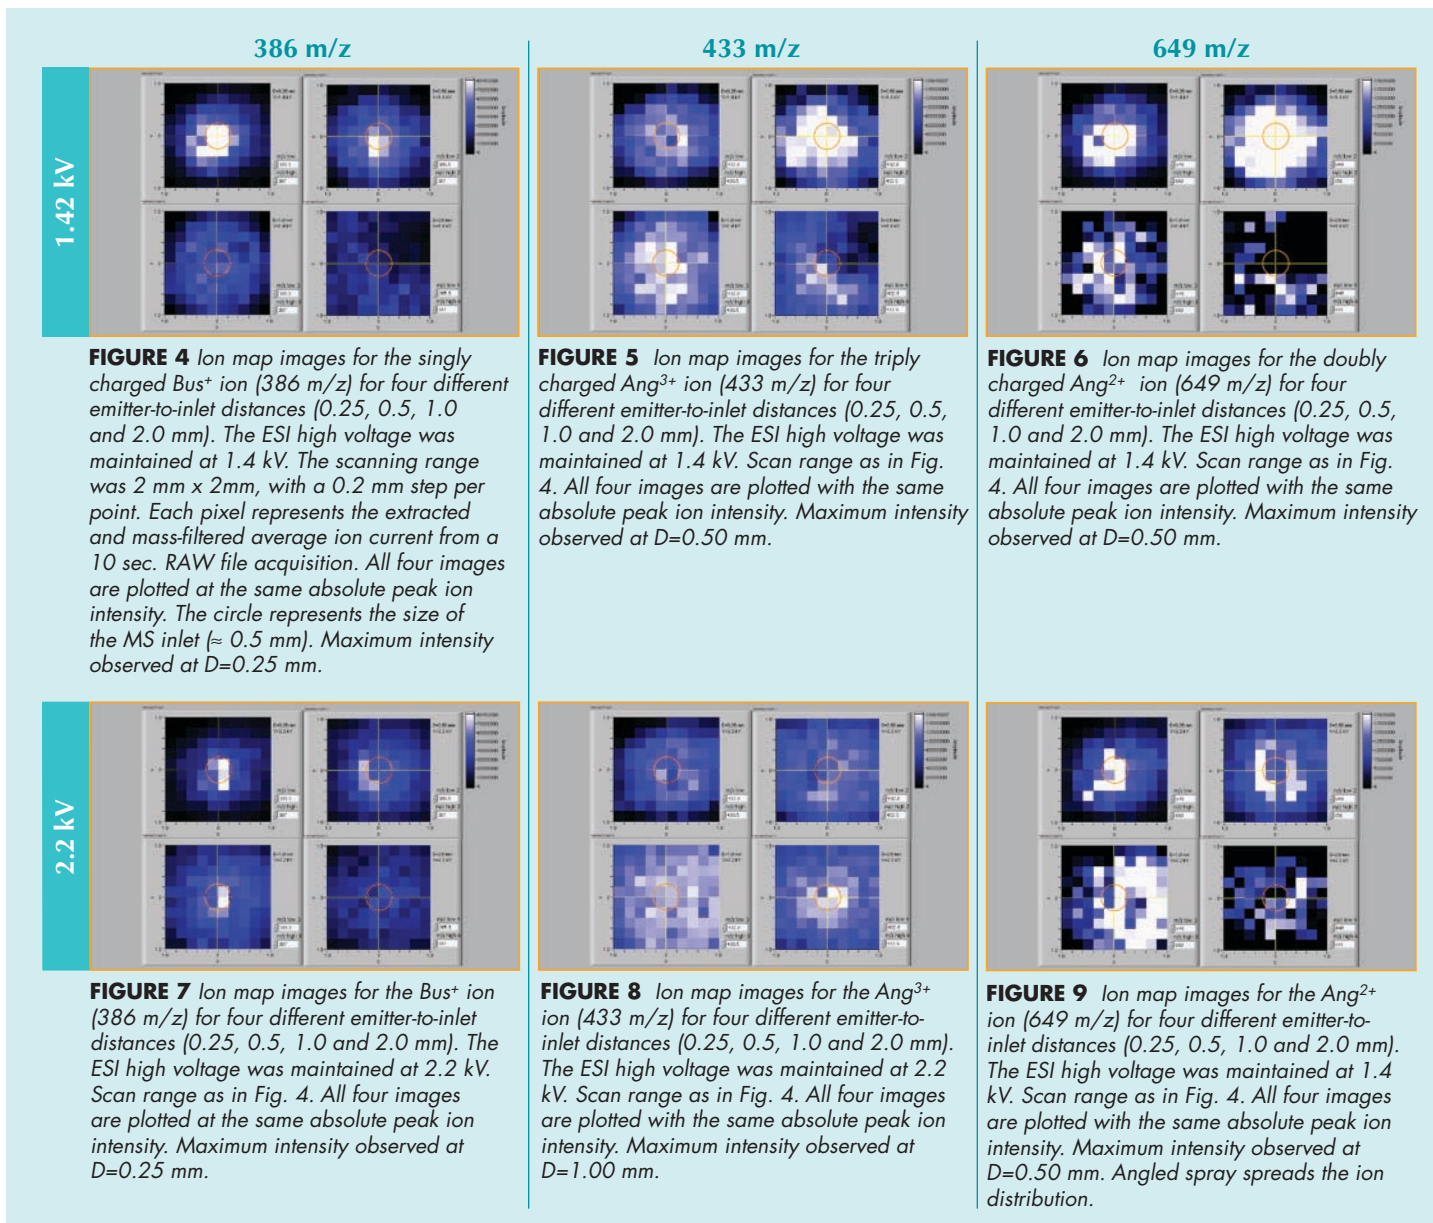 386 m/z
433 m/z
649 m/z
1.42 kV
FIGURE 4 Ion map images for the singly
charged Bus+ ion (386 m/z) for four different
emitter-to-inlet distances (0.25, 0.5, 1.0
and 2.0 mm). The ESI high voltage was
maintained at 1.4 kV. The scanning range
was 2 mm x 2mm, with a 0.2 mm step per
point. Each pixel represents the extracted
and mass-filtered average ion current from a
10 sec. RAW file acquisition. All four images
are plotted at the same absolute peak ion
intensity. The circle represents the size of
the MS inlet (≈ 0.5 mm). Maximum intensity
observed at D=0.25 mm.
FIGURE 5 Ion map images for the triply
charged Ang3+ ion (433 m/z) for four
different emitter-to-inlet distances (0.25, 0.5,
1.0 and 2.0 mm). The ESI high voltage was
maintained at 1.4 kV. Scan range as in Fig.
4. All four images are plotted with the same
absolute peak ion intensity. Maximum intensity
observed at D=0.50 mm.
FIGURE 6 Ion map images for the doubly
charged Ang2+ ion (649 m/z) for four
different emitter-to-inlet distances (0.25, 0.5,
1.0 and 2.0 mm). The ESI high voltage was
maintained at 1.4 kV. Scan range as in Fig.
4. All four images are plotted with the same
absolute peak ion intensity. Maximum intensity
observed at D=0.50 mm.
2.2 kV
FIGURE 7 Ion map images for the Bus+ ion
(386 m/z) for four different emitter-to-inlet
distances (0.25, 0.5, 1.0 and 2.0 mm). The
ESI high voltage was maintained at 2.2 kV.
Scan range as in Fig. 4. All four images
are plotted at the same absolute peak ion
intensity. Maximum intensity observed at
D=0.25 mm.
FIGURE 8 Ion map images for the Ang3+
ion (433 m/z) for four different emitter-to-
inlet distances (0.25, 0.5, 1.0 and 2.0 mm).
The ESI high voltage was maintained at 2.2
kV. Scan range as in Fig. 4. All four images
are plotted with the same absolute peak ion
intensity. Maximum intensity observed at
D=1.00 mm.
FIGURE 9 Ion map images for the Ang2+
ion (649 m/z) for four different emitter-to-
inlet distances (0.25, 0.5, 1.0 and 2.0 mm).
The ESI high voltage was maintained at 1.4
kV. Scan range as in Fig. 4. All four images
are plotted with the same absolute peak ion
intensity. Maximum intensity observed at
D=0.50 mm. Angled spray spreads the ion
distribution.